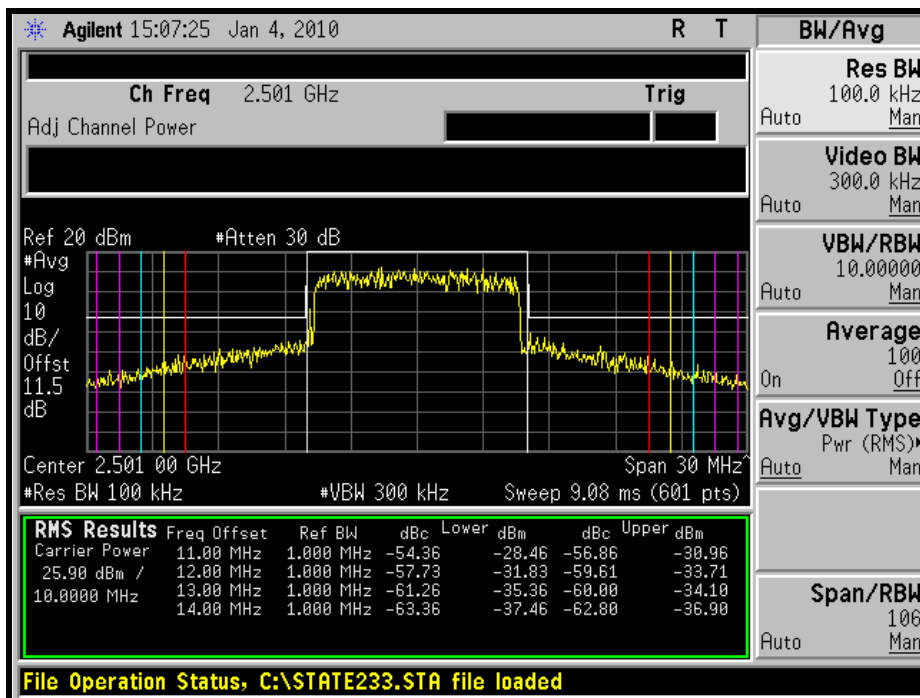 Agilent 15:07:25 Jan 4, 2010 R T
Ch Freq 2.501 GHz Trig
Adj Channel Power
Ref 20 dBm #Atten 30 dB
#Avg
Log
10
dB/
Offst
11.5
dB
Center 2.501 00 GHz Span 30 MHz^
#Res BW 100 kHz #VBW 300 kHz Sweep 9.08 ms (601 pts)
RMS Results Freq Offset Ref BW dBc Lower dBm dBc Upper dBm
Carrier Power 11.00 MHz 1.000 MHz -54.36 -28.46 -56.86 -30.96
25.90 dBm / 12.00 MHz 1.000 MHz -57.73 -31.83 -59.61 -33.71
10.0000 MHz 13.00 MHz 1.000 MHz -61.26 -35.36 -60.00 -34.10
14.00 MHz 1.000 MHz -63.36 -37.46 -62.80 -36.90
File Operation Status, C:\STATE233.STA file loaded
BW/Avg
Res BW
100.0 kHz
Auto Man
Video BW
300.0 kHz
Auto Man
VBW/RBW
10.00000
Auto Man
Average
100
On Off
Avg/VBW Type
Pwr (RMS)
Auto Man
Span/RBW
106
Auto Man